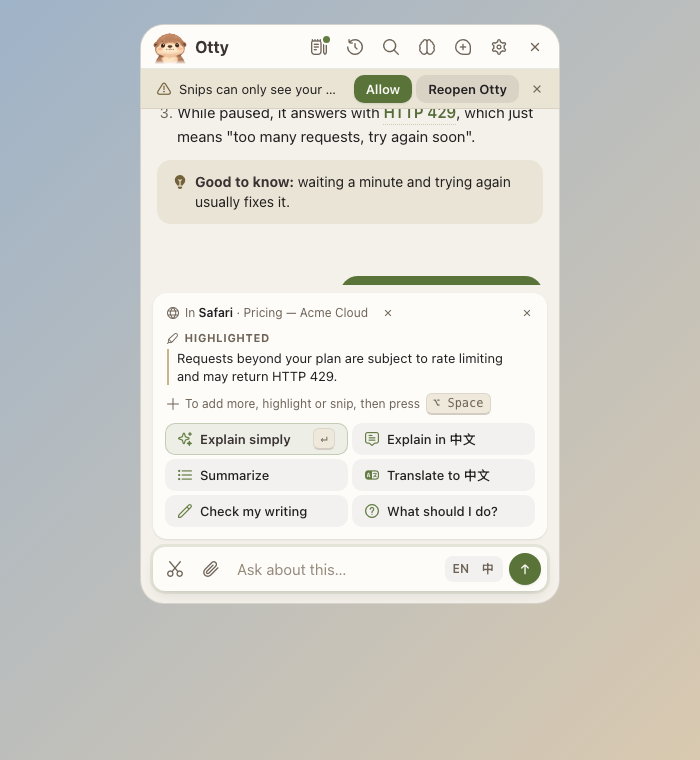 Otty
Snips can only see your ...
Allow
Reopen Otty
3. While paused, it answers with HTTP 429, which just
means "too many requests, try again soon".
Good to know: waiting a minute and trying again
usually fixes it.
In Safari · Pricing — Acme Cloud
HIGHLIGHTED
Requests beyond your plan are subject to rate limiting
and may return HTTP 429.
To add more, highlight or snip, then press ⌥ Space
Explain simply ↵
Explain in 中文
Summarize
Translate to 中文
Check my writing
What should I do?
Ask about this...
EN 中